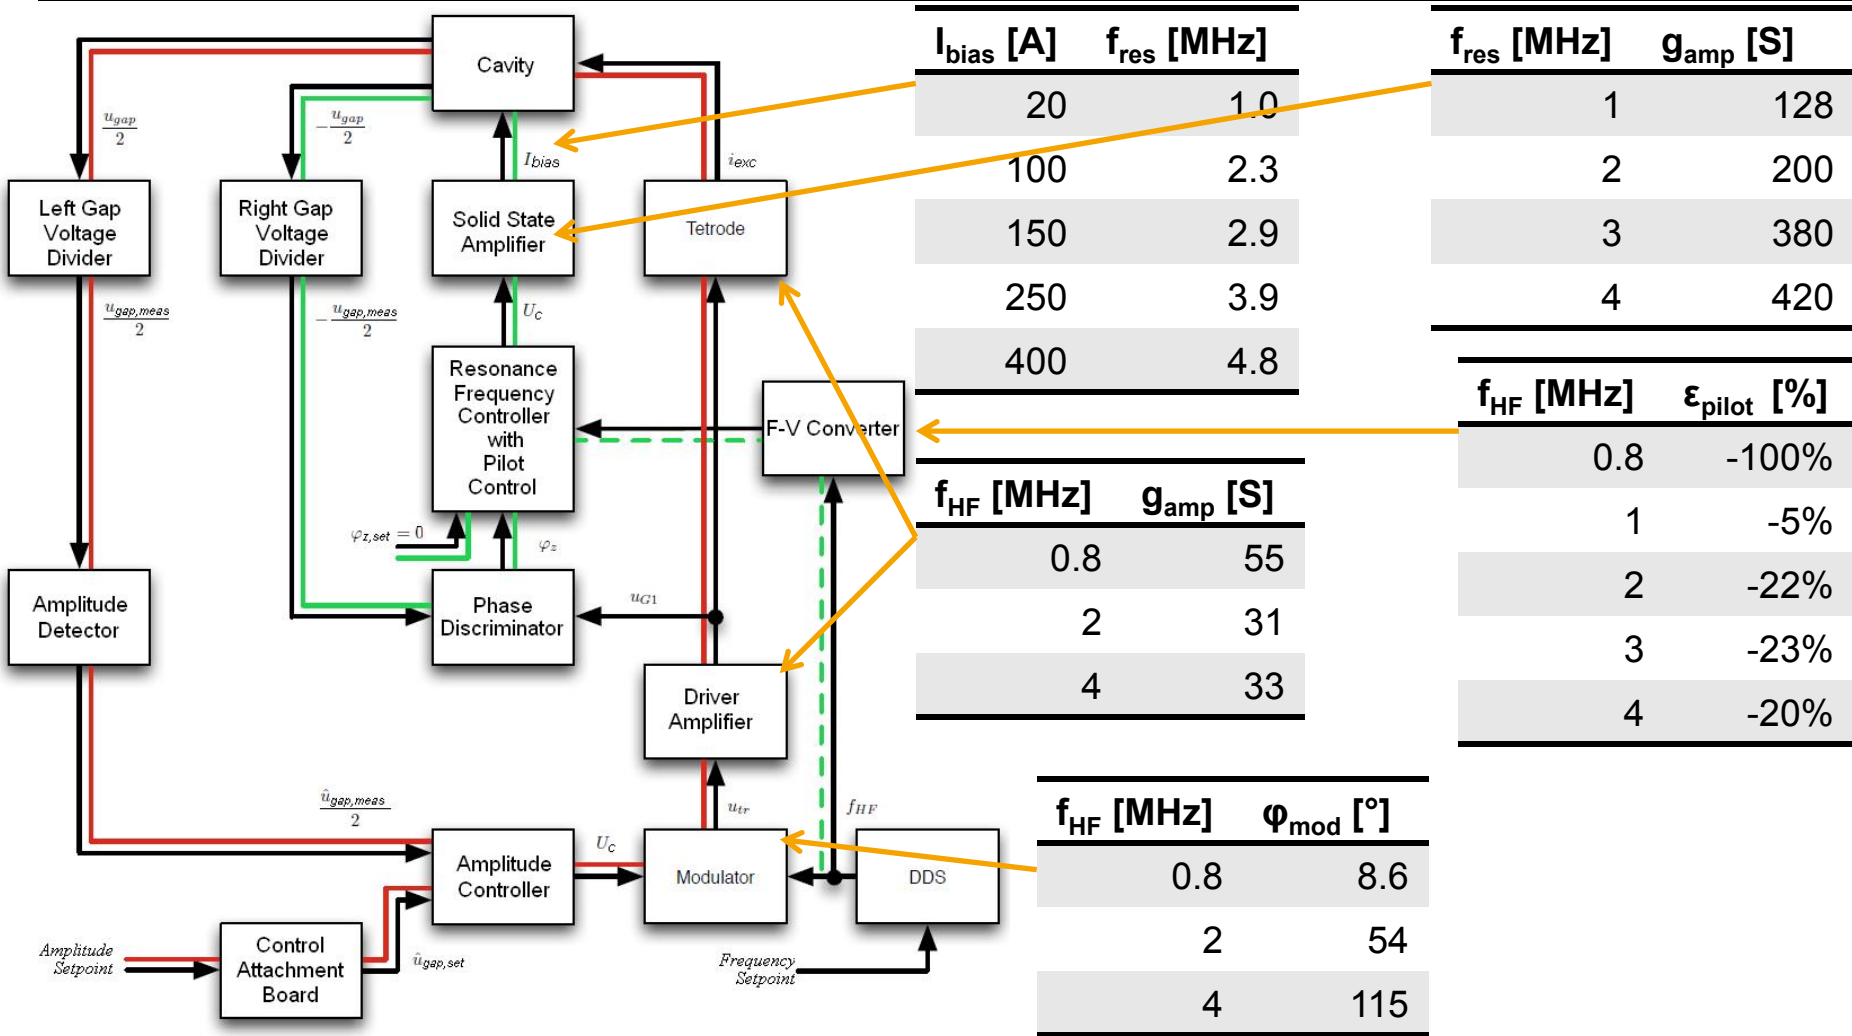 Cavity
u_gap
2
-u_gap
2
I_bias
i_exc
Left Gap
Voltage
Divider
Right Gap
Voltage
Divider
Solid State
Amplifier
Tetrode
u_gap,meas
2
-u_gap,meas
2
U_c
Resonance
Frequency
Controller
with
Pilot
Control
F-V Converter
φ_z,set = 0
φ_z
Amplitude
Detector
Phase
Discriminator
u_G1
Driver
Amplifier
û_gap,meas
2
u_tr
f_HF
U_c
Amplitude
Controller
Modulator
DDS
Amplitude
Setpoint
Control
Attachment
Board
û_gap,set
Frequency
Setpoint
I_bias [A] f_res [MHz]
20 1.0
100 2.3
150 2.9
250 3.9
400 4.8
f_res [MHz] g_amp [S]
1 128
2 200
3 380
4 420
f_HF [MHz] ε_pilot [%]
0.8 -100%
1 -5%
2 -22%
3 -23%
4 -20%
f_HF [MHz] g_amp [S]
0.8 55
2 31
4 33
f_HF [MHz] φ_mod [°]
0.8 8.6
2 54
4 115